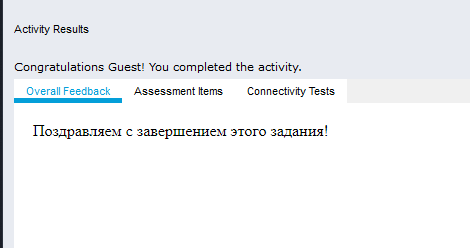 Activity Results
Congratulations Guest! You completed the activity.
Overall Feedback Assessment Items Connectivity Tests
Поздравляем с завершением этого задания!